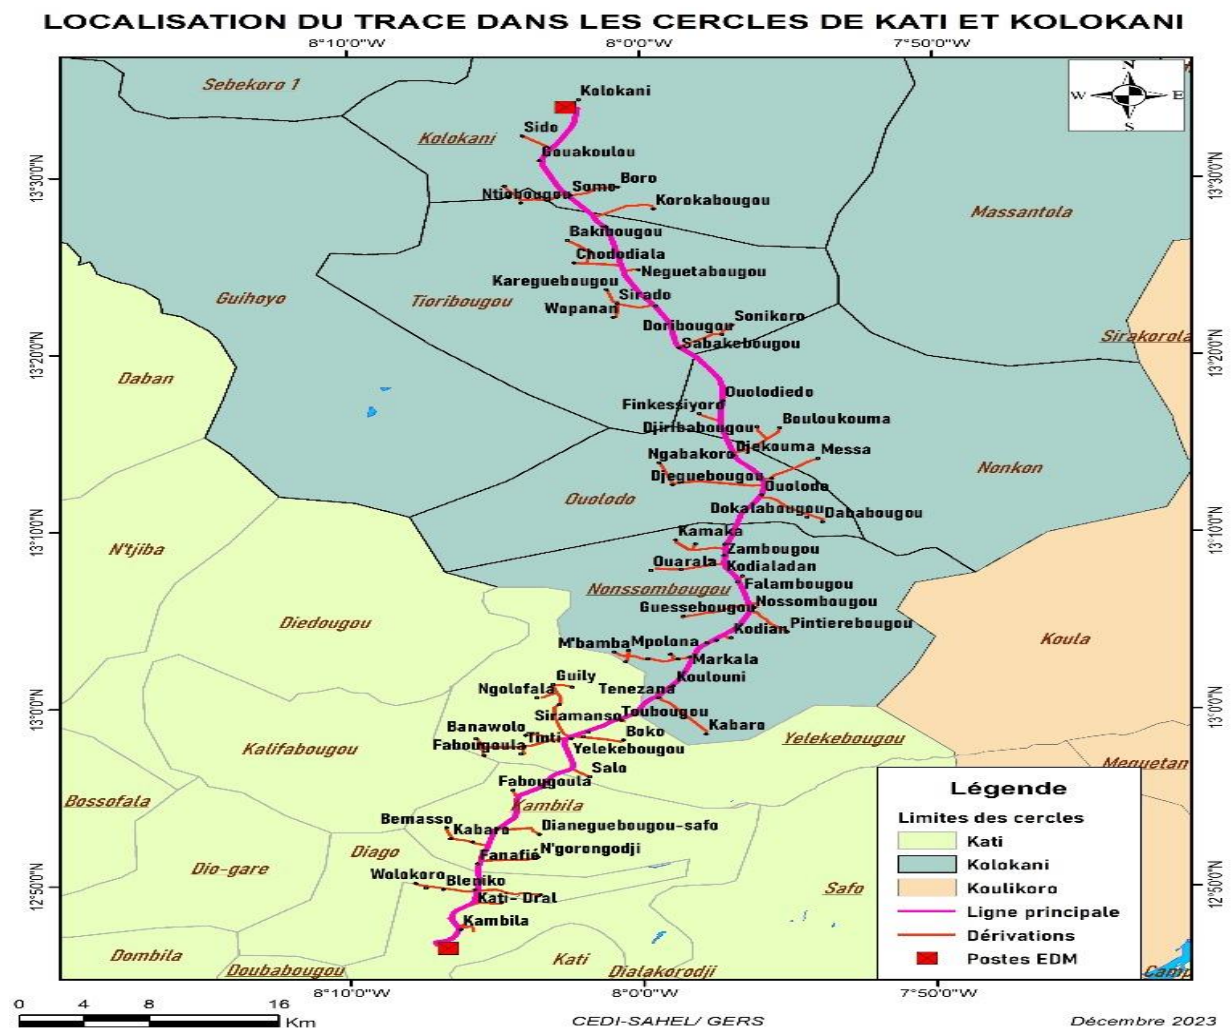 LOCALISATION DU TRACE DANS LES CERCLES DE KATI ET KOLOKANI
8°10'0"W 8°0'0"W 7°50'0"W
N
W E
S
Sebekoro 1
Kolokani
Kolokani
Sido
Gouakoulou
13°30'0"N 13°30'0"N
Ntiobougou Somo Boro
Korokabougou
Massantola
Bakibougou
Chododiala
Neguetabougou
Kareguebougou
Guihoyo
Tioribougou
Sirado
Wopanan
Doribougou
Sonikoro
Sirakorola
Sabakebougou
13°20'0"N 13°20'0"N
Daban
Ouolodiedo
Finkessiyoro
Djiribabougou
Bouloukouma
Djekouma
Ngabakoro
Messa
Djeguebougou
Nonkon
Ouolodo
Ouolodo
Dokalabougou
Dababougou
13°10'0"N 13°10'0"N
N'tjiba
Kamaka
Zambougou
Ouarala
Kodialadan
Falambougou
Nonssombougou
Guessebougou
Nossombougou
Pintierebougou
Diedougou
Kodian
Koula
M'bamba
Mpolona
Markala
Koulouni
Guily
Ngolofala
Tenezana
13°0'0"N 13°0'0"N
Siramanso
Toubougou
Kabaro
Banawolo
Tinti
Boko
Fabougoula
Yelekebougou
Yelekebougou
Kalifabougou
Salo
Meguetan
Fabougoula
Kambila
Bossofala
Bemasso
Kabaro
Dianeguebougou-safo
Diago
Fanafie
N'gorongodji
Dio-gare
Wolokoro
Bleniko
Kati-Dral
12°50'0"N 12°50'0"N
Safo
Kambila
Dombila
Doubabougou
Kati
Dialakorodji
Camp
Légende
Limites des cercles
Kati
Kolokani
Koulikoro
Ligne principale
Dérivations
Postes EDM
8°10'0"W 8°0'0"W 7°50'0"W
0 4 8 16
Km
CEDI-SAHEL/ GERS
Décembre 2023